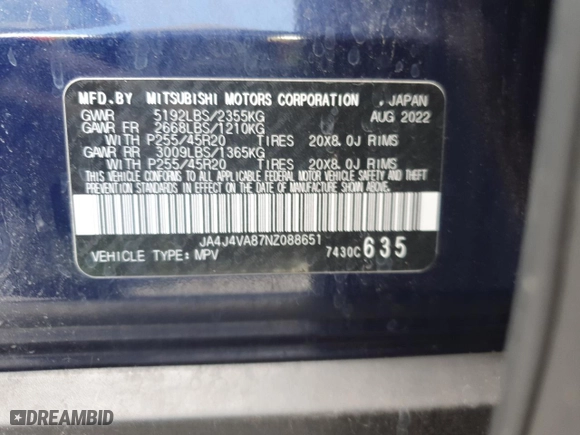 MFD.BY MITSUBISHI MOTORS CORPORATION , JAPAN
GVWR 5192LBS/2355KG AUG 2022
GAWR FR 2668LBS/1210KG
WITH P255/45R20 TIRES 20X8.0J RIMS
GAWR RR 3009LBS/1365KG
WITH P255/45R20 TIRES 20X8.0J RIMS
THIS VEHICLE CONFORMS TO ALL APPLICABLE U.S. FEDERAL MOTOR VEHICLE SAFETY AND THEFT
PREVENTION STANDARDS IN EFFECT ON THE DATE OF MANUFACTURE SHOWN ABOVE.
JA4J4VA87NZ088651
VEHICLE TYPE: MPV 7430C 635
DREAMBID